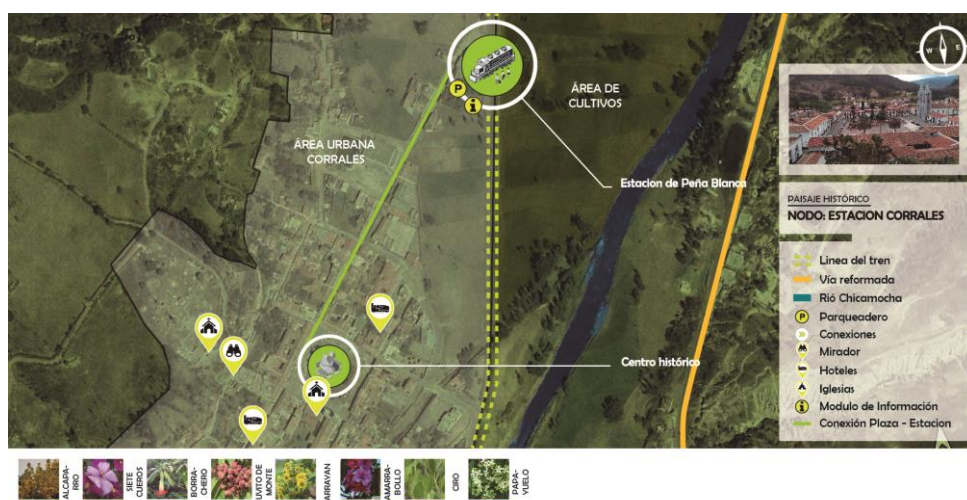 W
E
P
i
ÁREA DE
CULTIVOS
ÁREA URBANA
CORRALES
Estacion de Peña Blanca
Centro histórico
PAISAJE HISTÓRICO
NODO: ESTACION CORRALES
Linea del tren
Vía reformada
Rió Chicamocha
P
Parqueadero
Conexiones
Mirador
Hoteles
Iglesias
i
Modulo de Información
Conexión Plaza - Estacion
ALCAPA-
RRO
SIETE
CUEROS
BORRA-
CHERO
UVITO DE
MONTE
ARRAYAN
AMARRA-
BOLLO
CIRO
PAPA-
VUELO